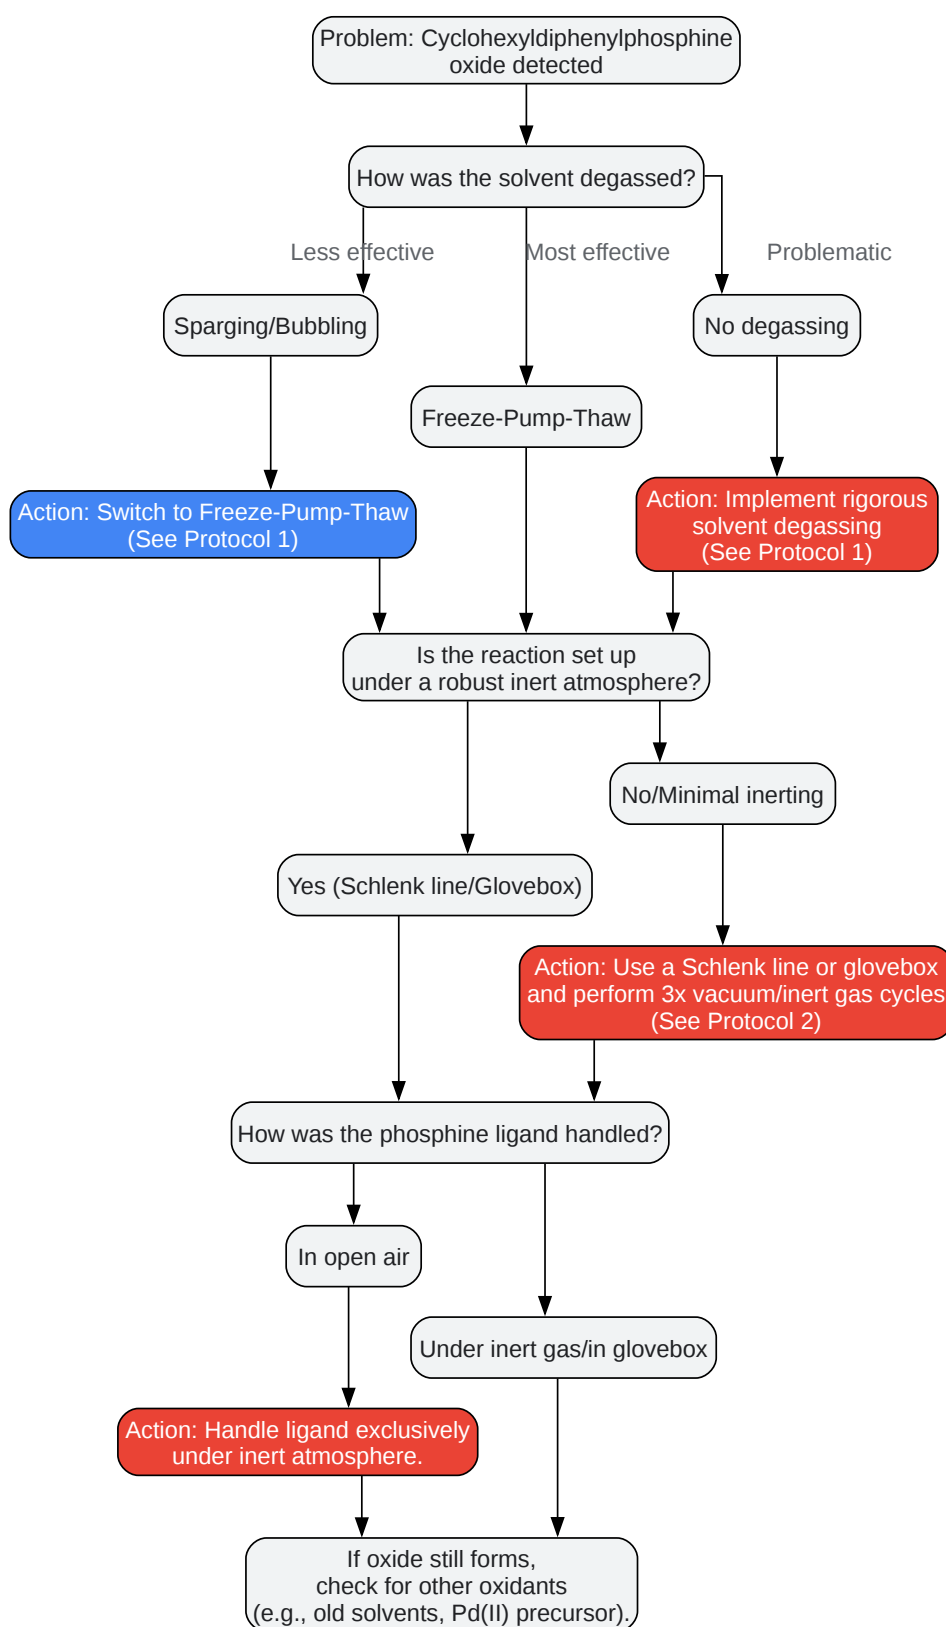 Problem: Cyclohexyldiphenylphosphine
oxide detected
How was the solvent degassed?
Less effective
Most effective
Problematic
Sparging/Bubbling
No degassing
Freeze-Pump-Thaw
Action: Switch to Freeze-Pump-Thaw
(See Protocol 1)
Action: Implement rigorous
solvent degassing
(See Protocol 1)
Is the reaction set up
under a robust inert atmosphere?
No/Minimal inerting
Yes (Schlenk line/Glovebox)
Action: Use a Schlenk line or glovebox
and perform 3x vacuum/inert gas cycles
(See Protocol 2)
How was the phosphine ligand handled?
In open air
Under inert gas/in glovebox
Action: Handle ligand exclusively
under inert atmosphere.
If oxide still forms,
check for other oxidants
(e.g., old solvents, Pd(II) precursor).